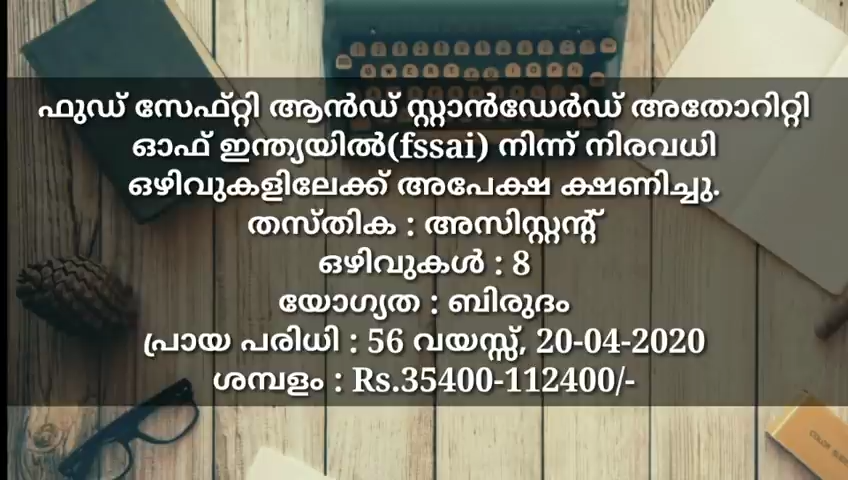 ഫുഡ് സേഫ്റ്റി ആൻഡ് സ്റ്റാൻഡേർഡ് അതോറിറ്റി
ഓഫ് ഇന്ത്യയിൽ(fssai) നിന്ന് നിരവധി
ഒഴിവുകളിലേക്ക് അപേക്ഷ ക്ഷണിച്ചു.
തസ്തിക : അസിസ്റ്റന്റ്
ഒഴിവുകൾ : 8
യോഗ്യത : ബിരുദം
പ്രായ പരിധി : 56 വയസ്സ്, 20-04-2020
ശമ്പളം : Rs.35400-112400/-